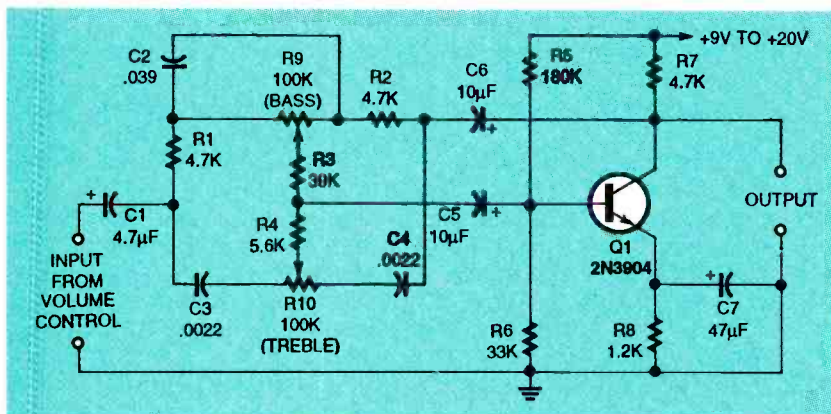 C2
.039
R9
100K
(BASS)
R2
4.7K
C6
10µF
R5
180K
+9V TO +20V
R7
4.7K
R1
4.7K
R3
39K
+
C1
4.7µF
R4
5.6K
C5
10µF
+
+
C4
.0022
Q1
2N3904
OUTPUT
INPUT
FROM
VOLUME
CONTROL
C3
.0022
R10
100K
(TREBLE)
R6
33K
R8
1.2K
+
C7
47µF